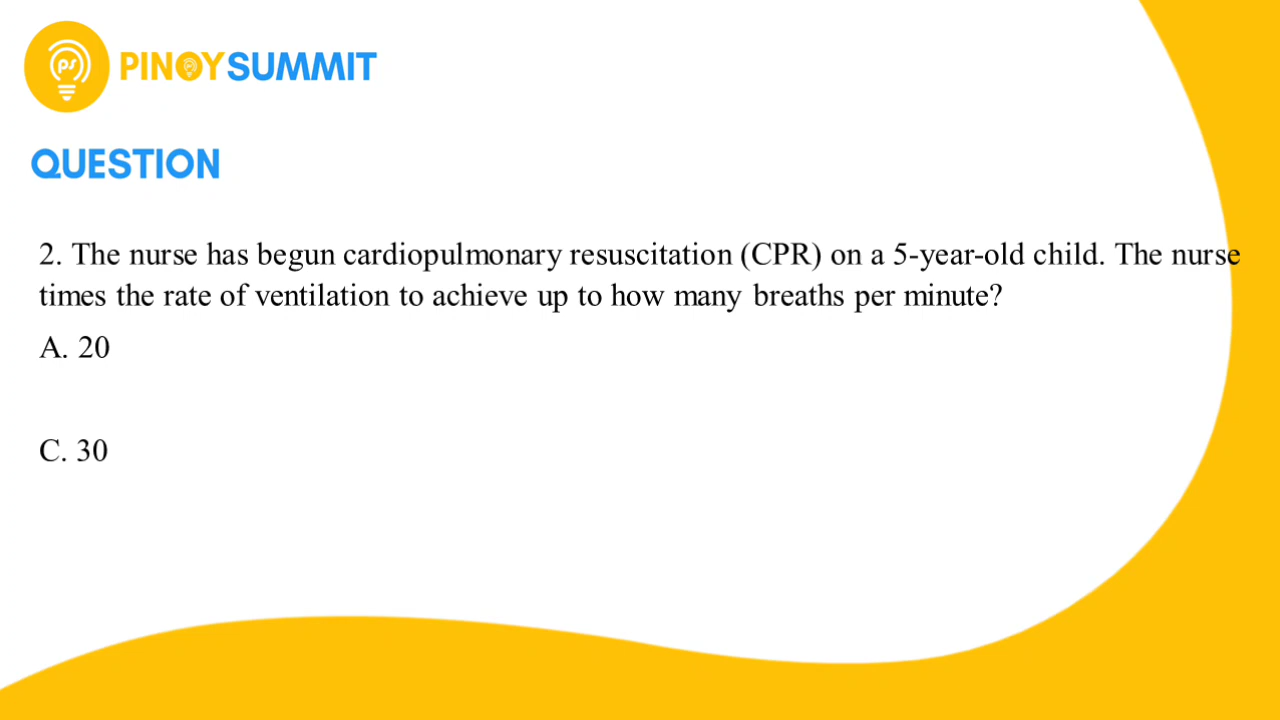 PINOYSUMMIT
QUESTION
2. The nurse has begun cardiopulmonary resuscitation (CPR) on a 5-year-old child. The nurse
times the rate of ventilation to achieve up to how many breaths per minute?
A. 20
C. 30